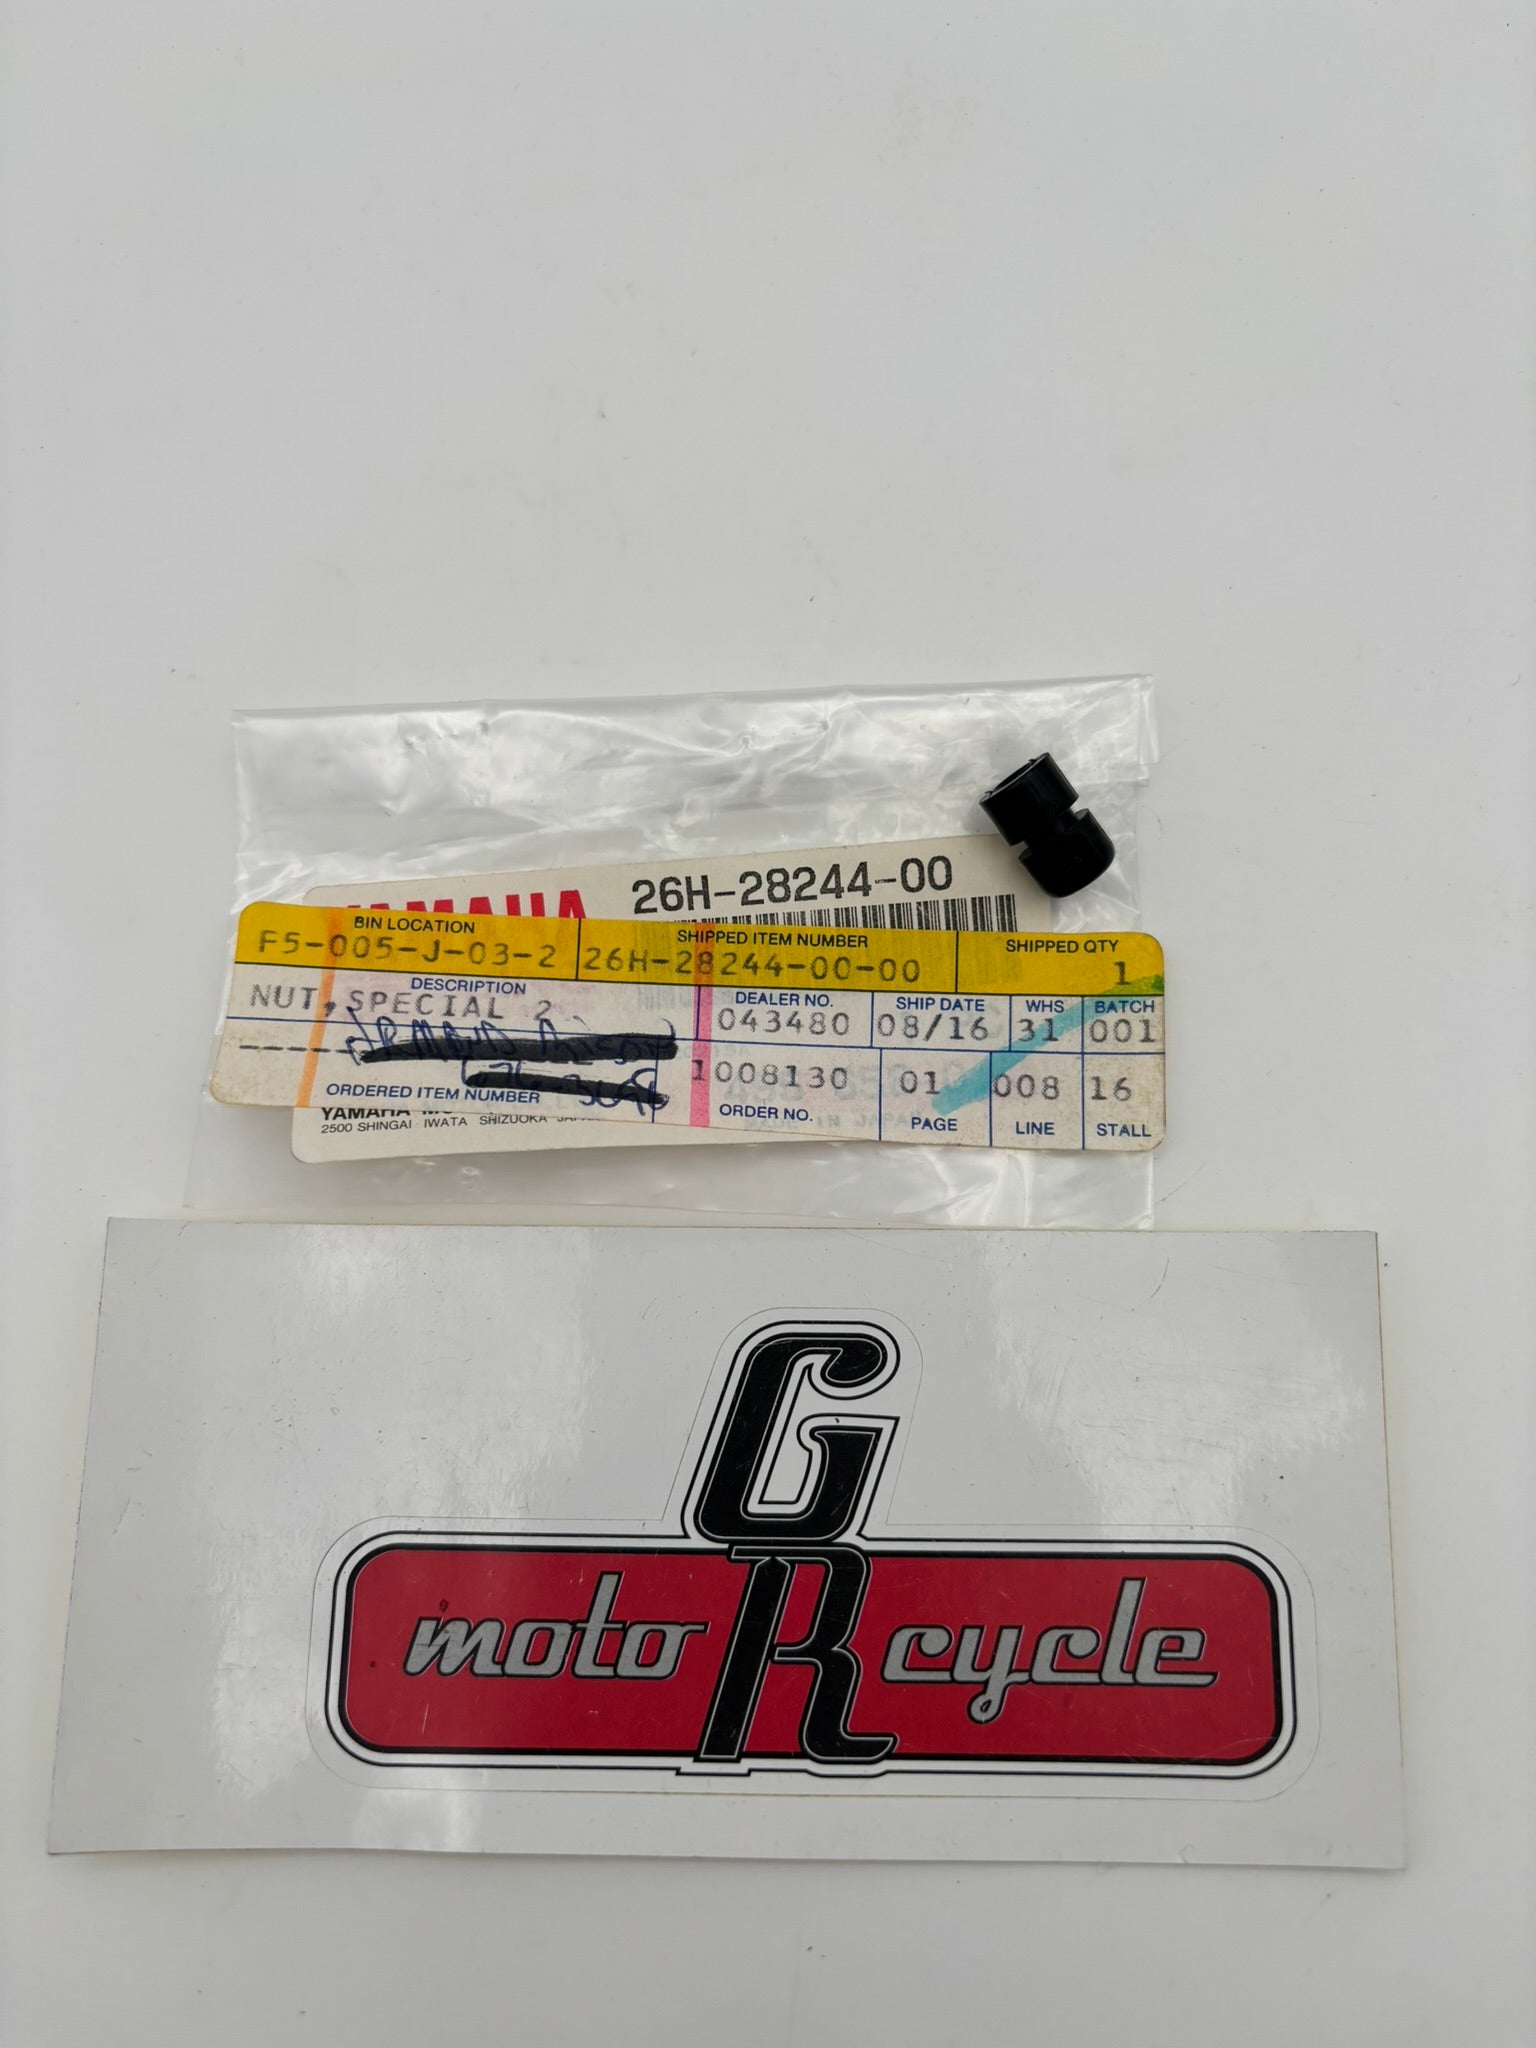 YAMAHA 26H-28244-00
BIN LOCATION SHIPPED ITEM NUMBER SHIPPED QTY
F5-005-J-03-2 26H-28244-00-00 1
DESCRIPTION DEALER NO. SHIP DATE WHS BATCH
NUT, SPECIAL 2 043480 08/16 31 001
1008130 01 008 16
ORDERED ITEM NUMBER ORDER NO. PAGE LINE STALL
YAMAHA
2500 SHINGAI IWATA SHIZUOKA
GR
moto cycle